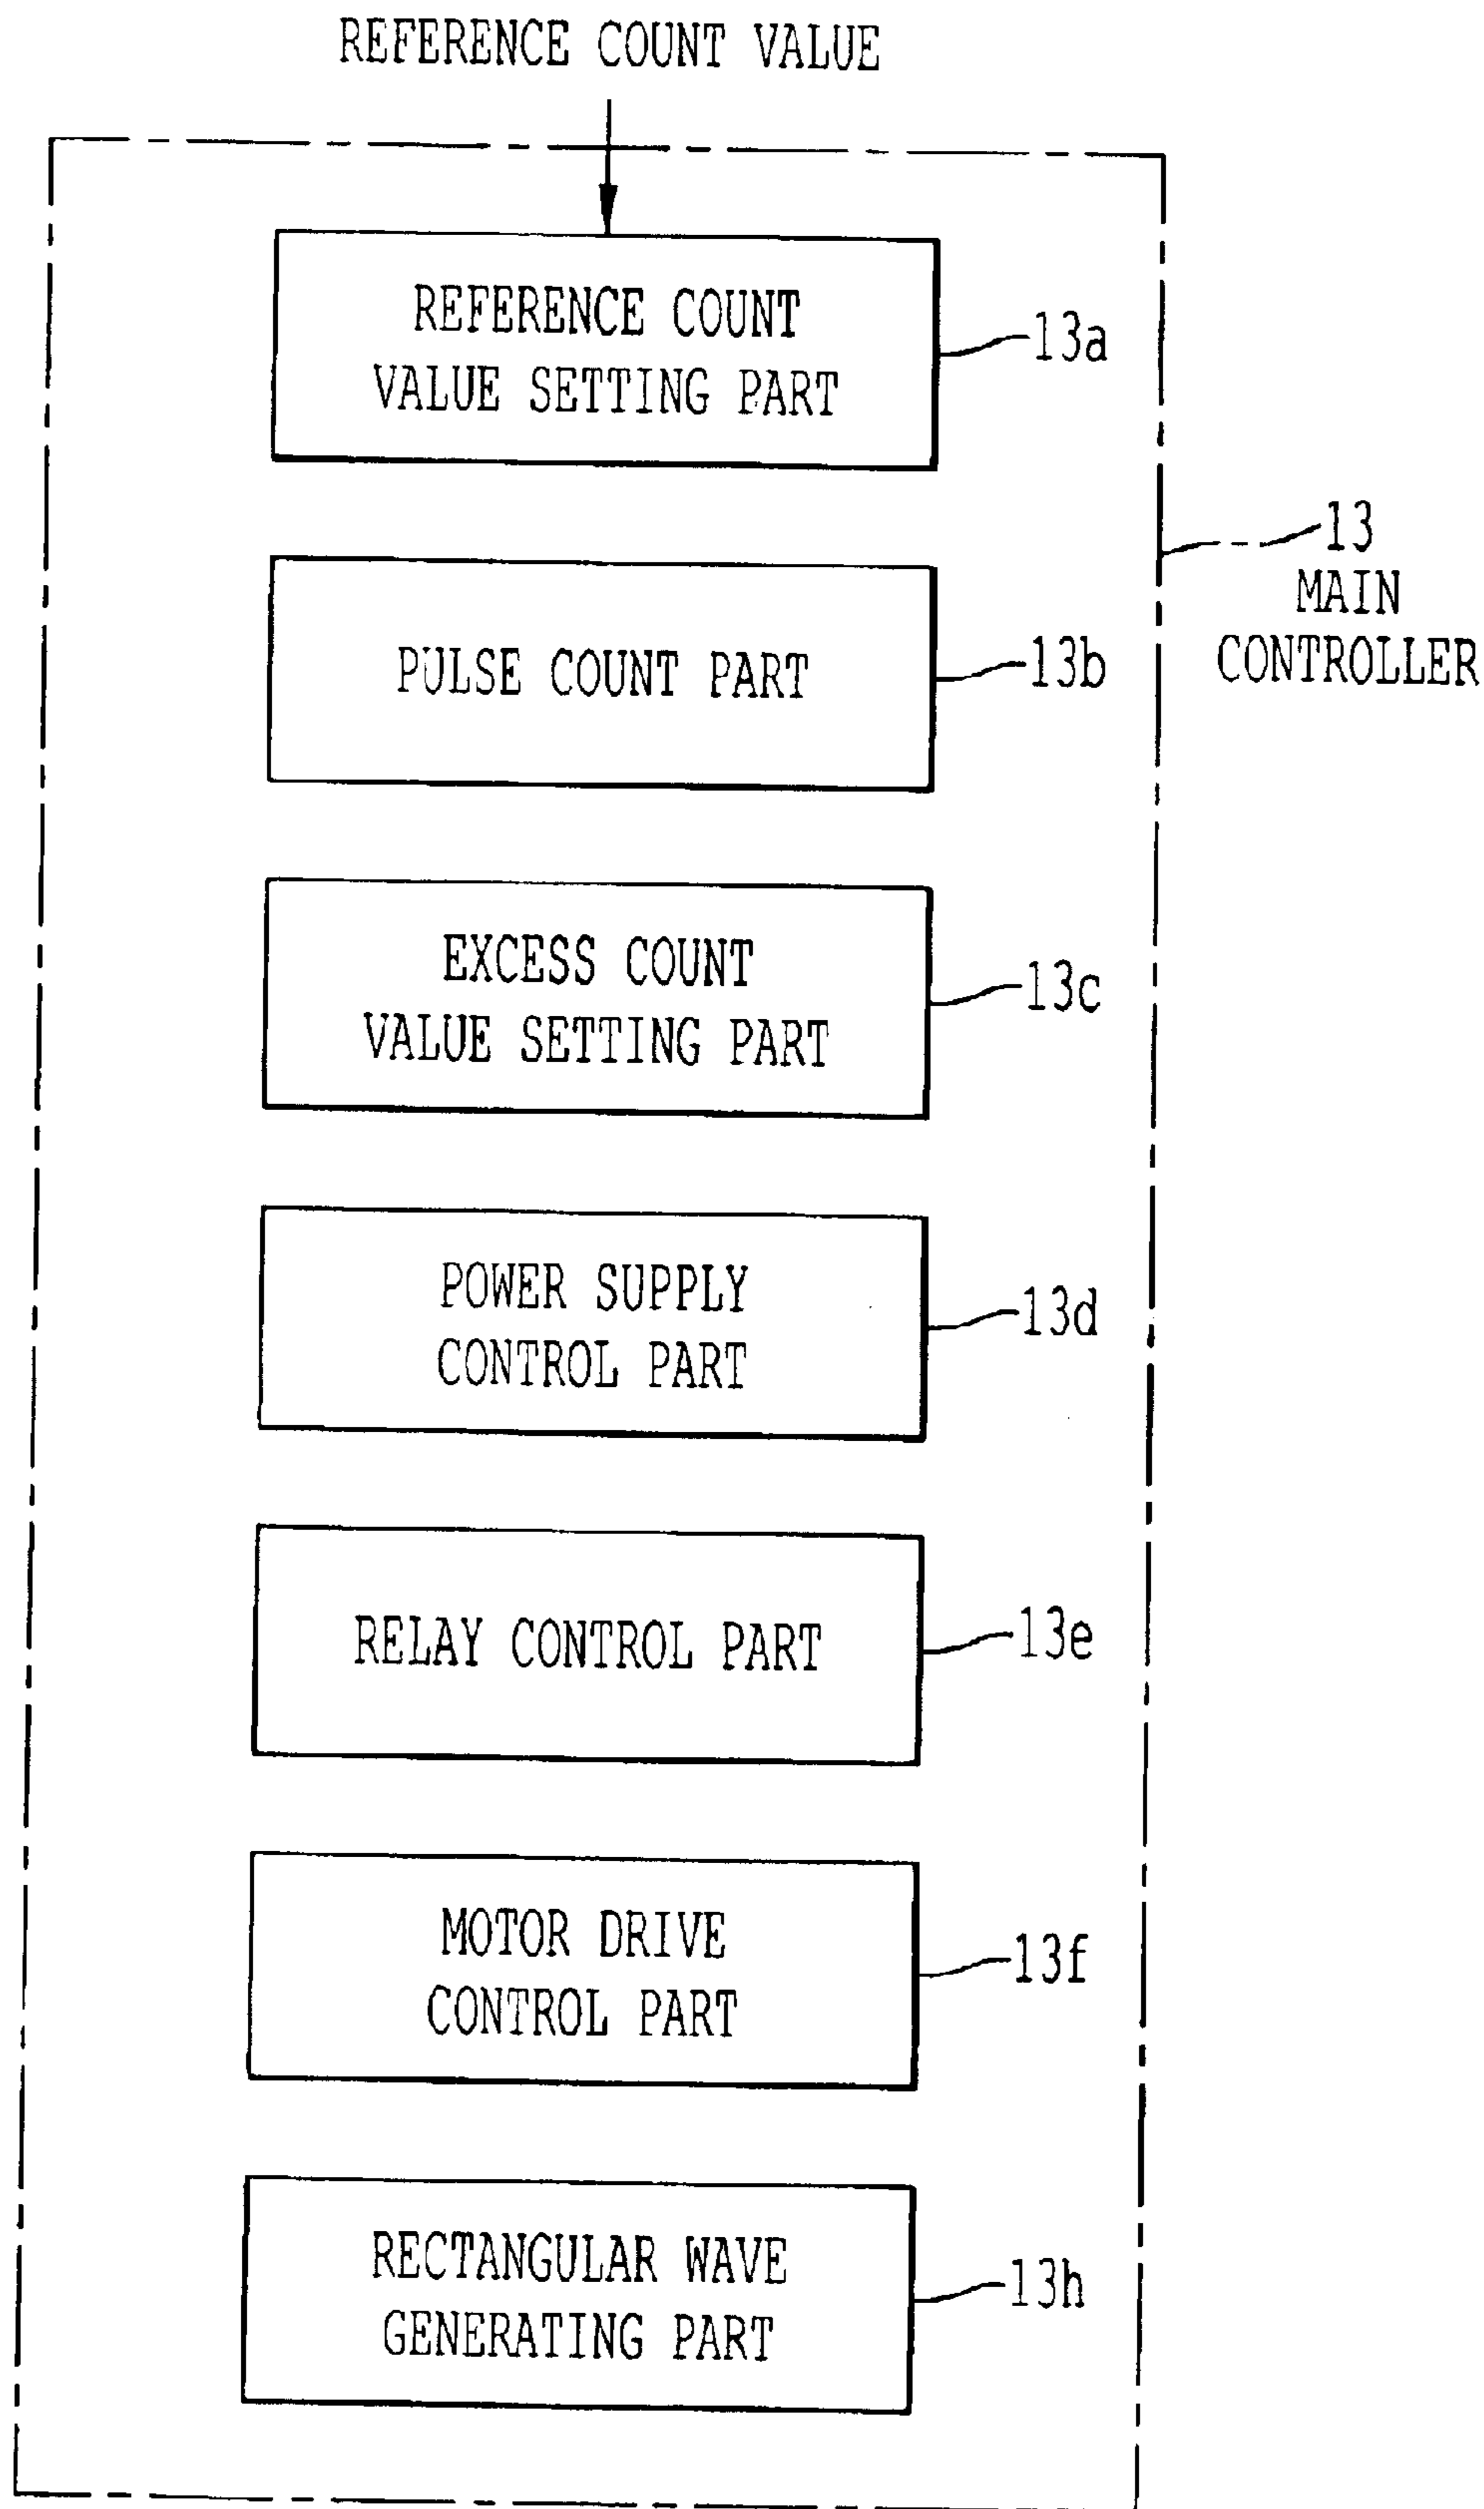 REFERENCE COUNT VALUE
REFERENCE COUNT
VALUE SETTING PART
13a
13
MAIN
CONTROLLER
PULSE COUNT PART
13b
EXCESS COUNT
VALUE SETTING PART
13c
POWER SUPPLY
CONTROL PART
13d
RELAY CONTROL PART
13e
MOTOR DRIVE
CONTROL PART
13f
RECTANGULAR WAVE
GENERATING PART
13h